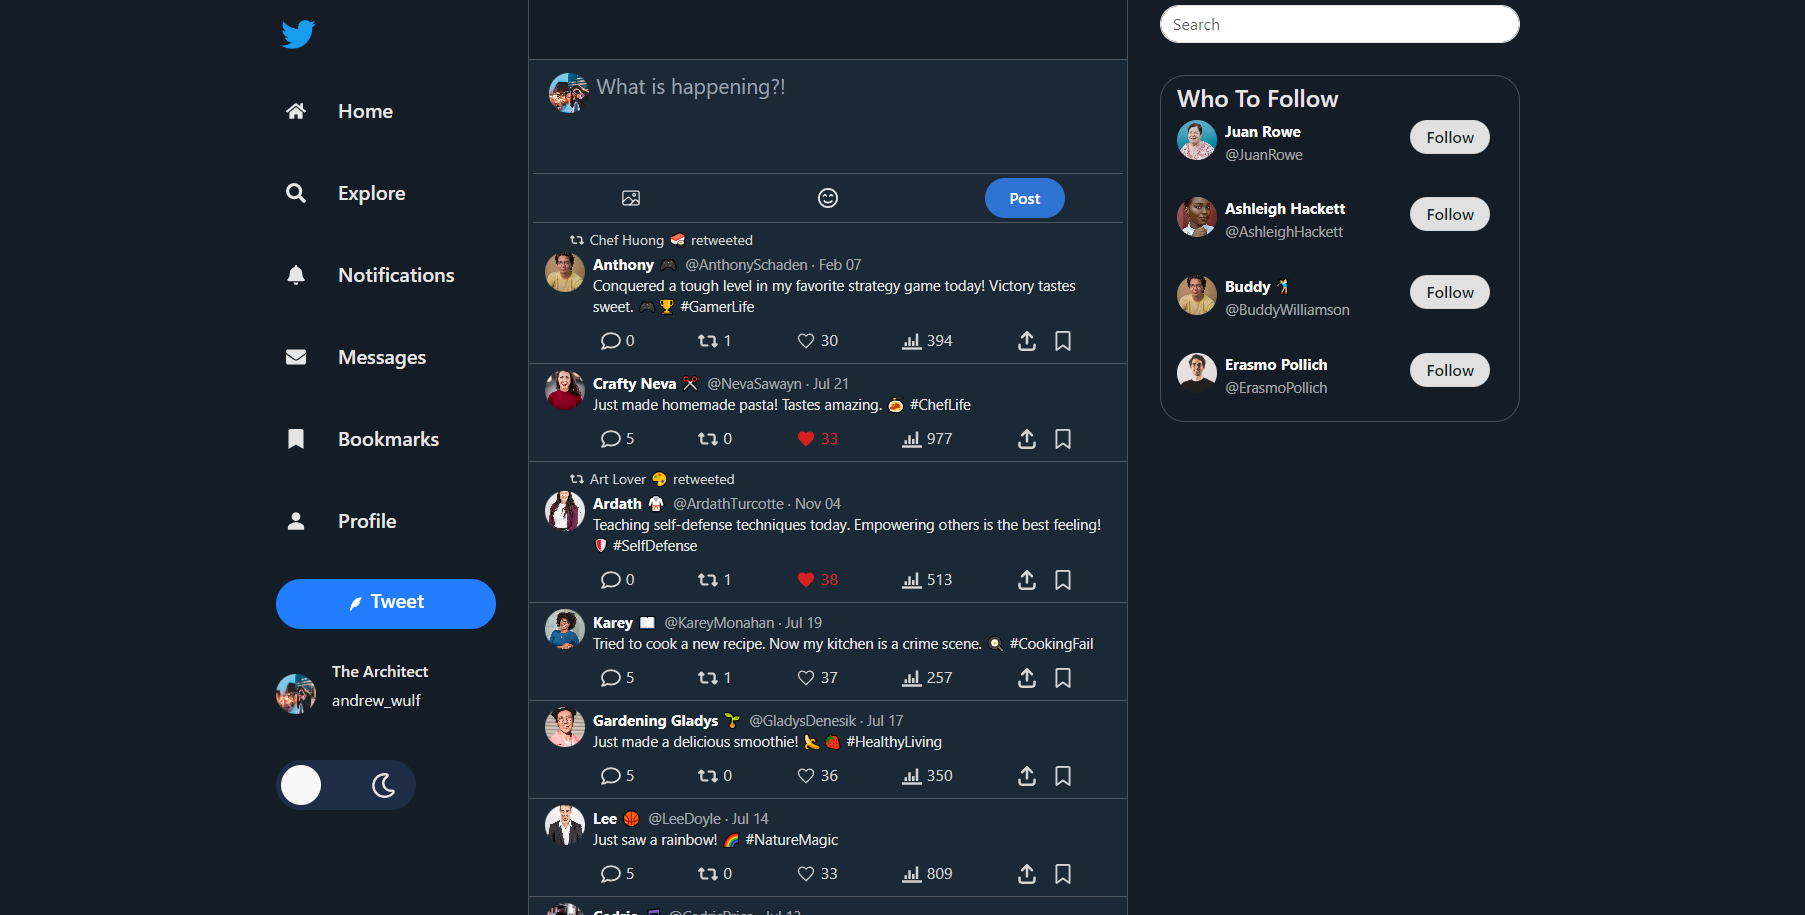 Home
Explore
Notifications
Messages
Bookmarks
Profile
Tweet
The Architect
andrew_wulf
What is happening?!
Post
Chef Huong 🍣 retweeted
Anthony 🎮 @AnthonySchaden · Feb 07
Conquered a tough level in my favorite strategy game today! Victory tastes
sweet. 🎮🏆 #GamerLife
0 1 30 394
Crafty Neva ✂️ @NevaSawayn · Jul 21
Just made homemade pasta! Tastes amazing. 🍝 #ChefLife
5 0 33 977
Art Lover 🎨 retweeted
Ardath 🥋 @ArdathTurcotte · Nov 04
Teaching self-defense techniques today. Empowering others is the best feeling!
🛡️ #SelfDefense
0 1 38 513
Karey 📖 @KareyMonahan · Jul 19
Tried to cook a new recipe. Now my kitchen is a crime scene. 🍳 #CookingFail
5 1 37 257
Gardening Gladys 🌱 @GladysDenesik · Jul 17
Just made a delicious smoothie! 🍌🍓 #HealthyLiving
5 0 36 350
Lee 🏀 @LeeDoyle · Jul 14
Just saw a rainbow! 🌈 #NatureMagic
5 0 33 809
Cedric 🎵 @CedricPrice · Jul 13
Search
Who To Follow
Juan Rowe
@JuanRowe
Follow
Ashleigh Hackett
@AshleighHackett
Follow
Buddy 🕺
@BuddyWilliamson
Follow
Erasmo Pollich
@ErasmoPollich
Follow